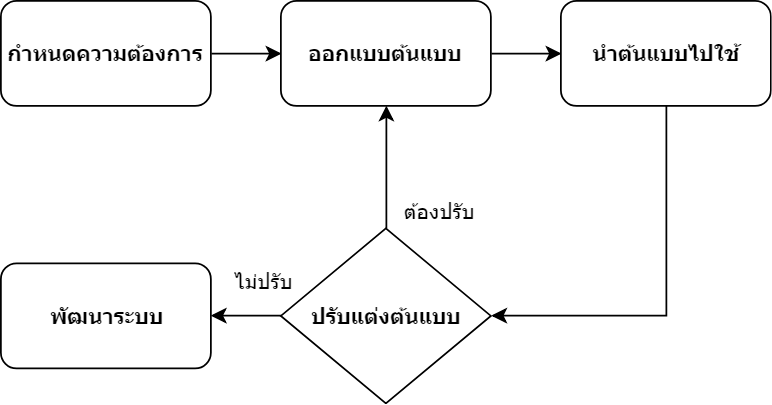 กำหนดความต้องการ
ออกแบบต้นแบบ
นำต้นแบบไปใช้
ต้องปรับ
ไม่ปรับ
ปรับแต่งต้นแบบ
พัฒนาระบบ